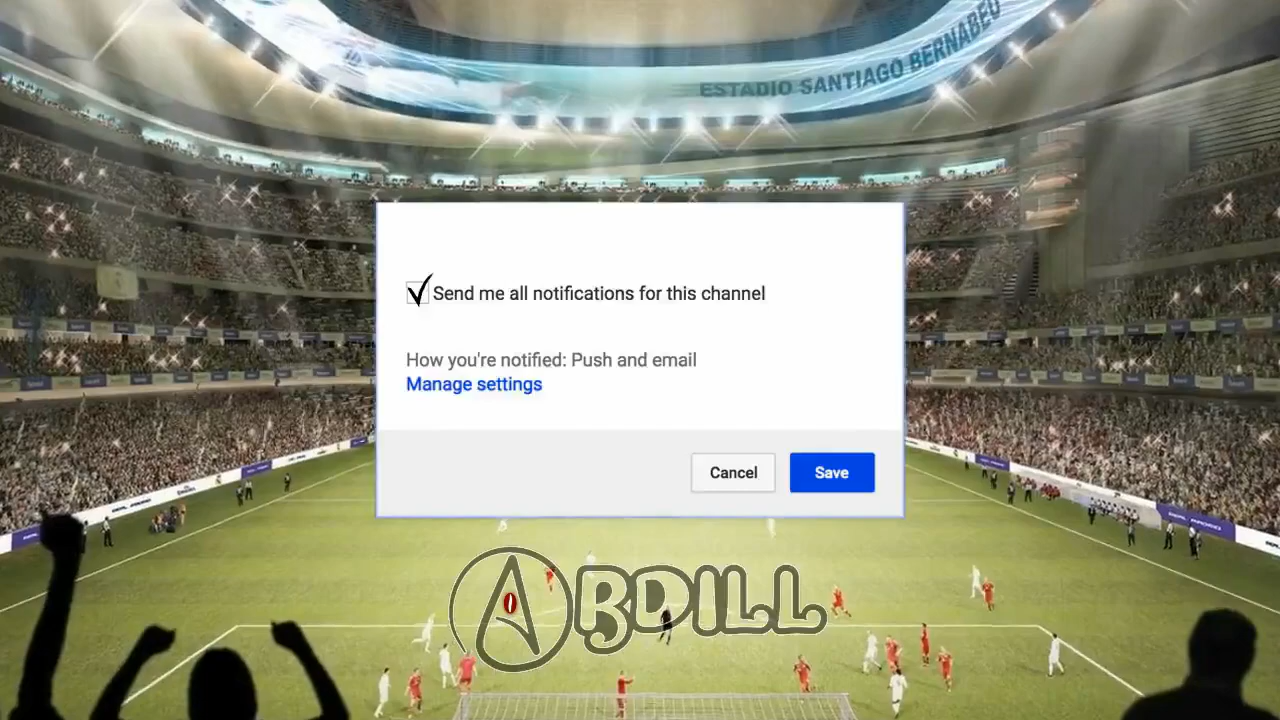 ESTADIO SANTIAGO BERNABEU
Send me all notifications for this channel
How you're notified: Push and email
Manage settings
Cancel
Save
ABDILL